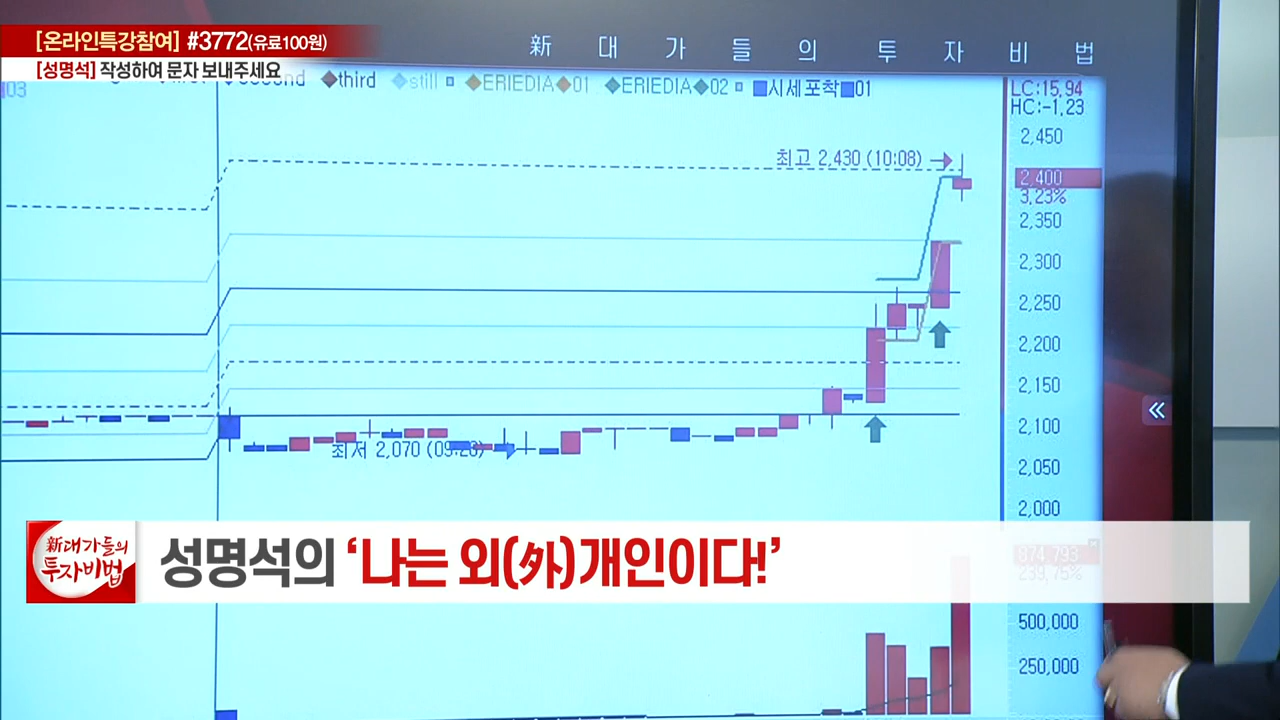 [온라인특강참여] #3772(유료100원)
[성명석] 작성하여 문자 보내주세요
新 대 가 들 의 투 자 비 법
03
third
still
ERIEDIA
01
ERIEDIA
02
시세포착
01
LC:15,94
HC:-1,23
최고 2,430 (10:08)
2,450
2,400
3,23%
2,350
2,300
2,250
2,200
2,150
2,100
최저 2,070
2,050
2,000
新대가들의
투자비법
성명석의 ‘나는 외(外)개인이다!’
874,793
239,75%
500,000
250,000